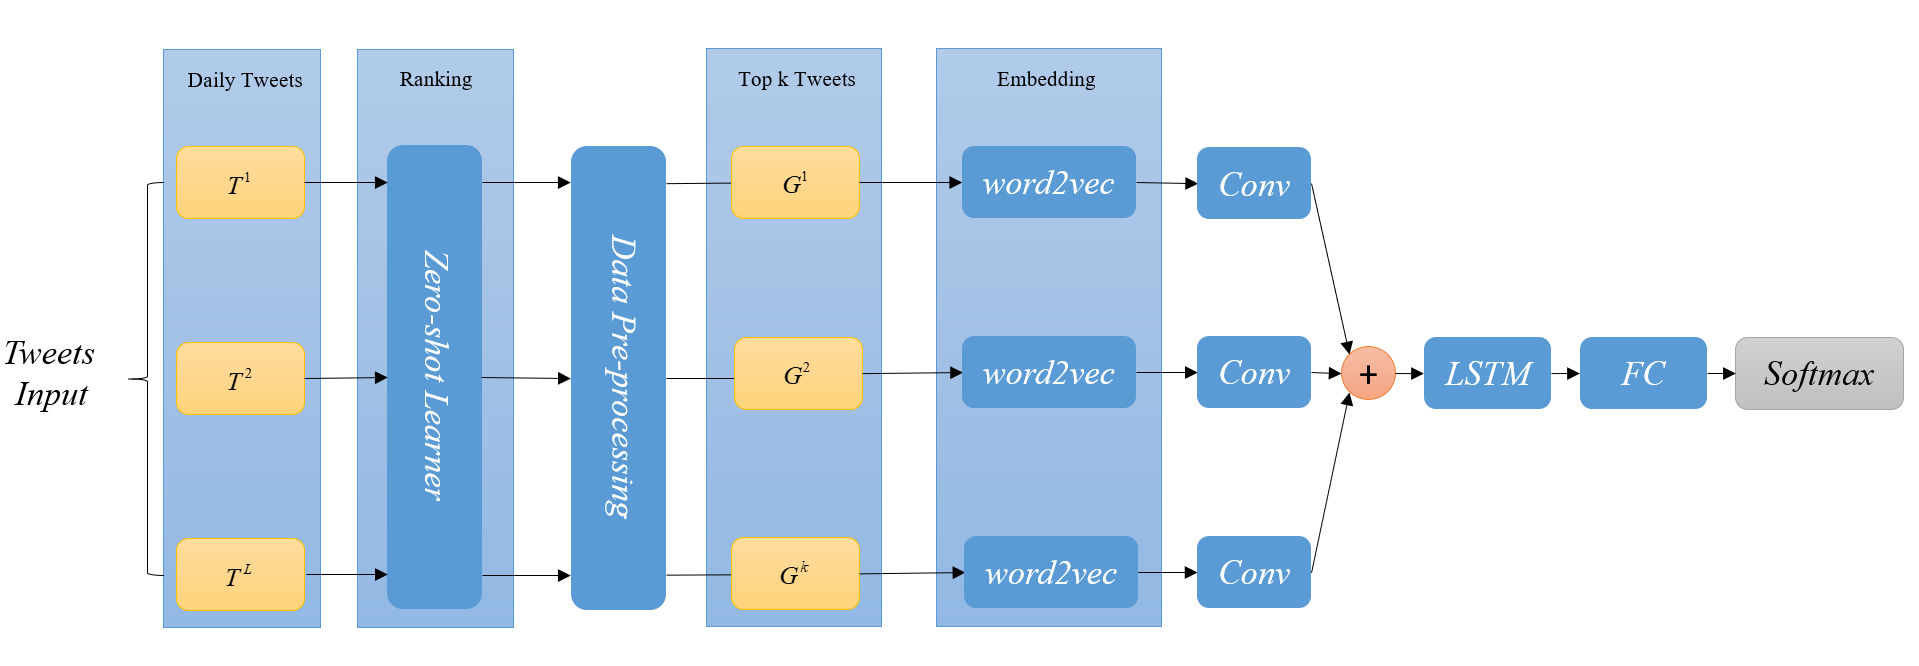 Tweets
Input
Daily Tweets
T^1
T^2
T^L
Ranking
Zero-shot Learner
Data Pre-processing
Top k Tweets
G^1
G^2
G^k
Embedding
word2vec
word2vec
word2vec
Conv
Conv
Conv
+
LSTM
FC
Softmax